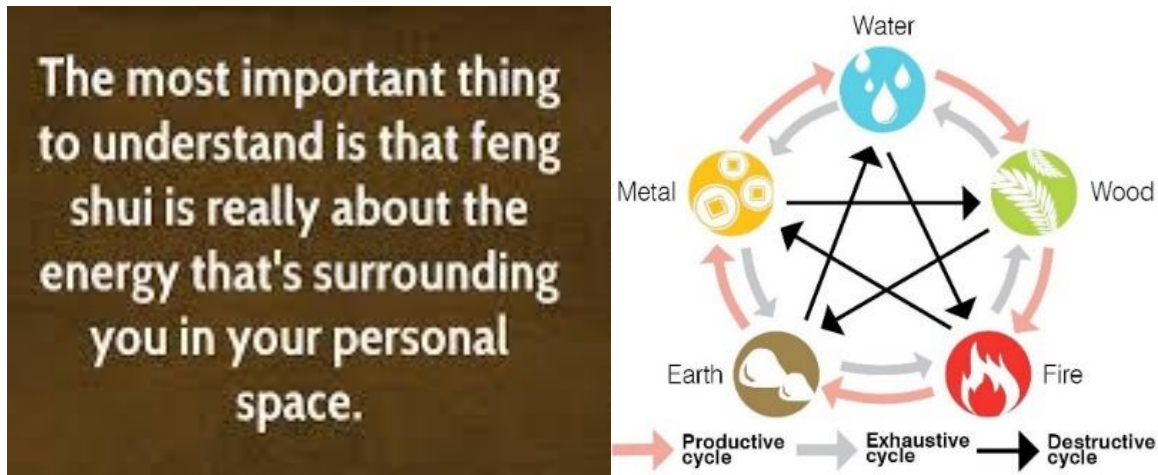 The most important thing
to understand is that feng
shui is really about the
energy that's surrounding
you in your personal
space.
Water
Metal
Wood
Earth
Fire
Productive
cycle
Exhaustive
cycle
Destructive
cycle